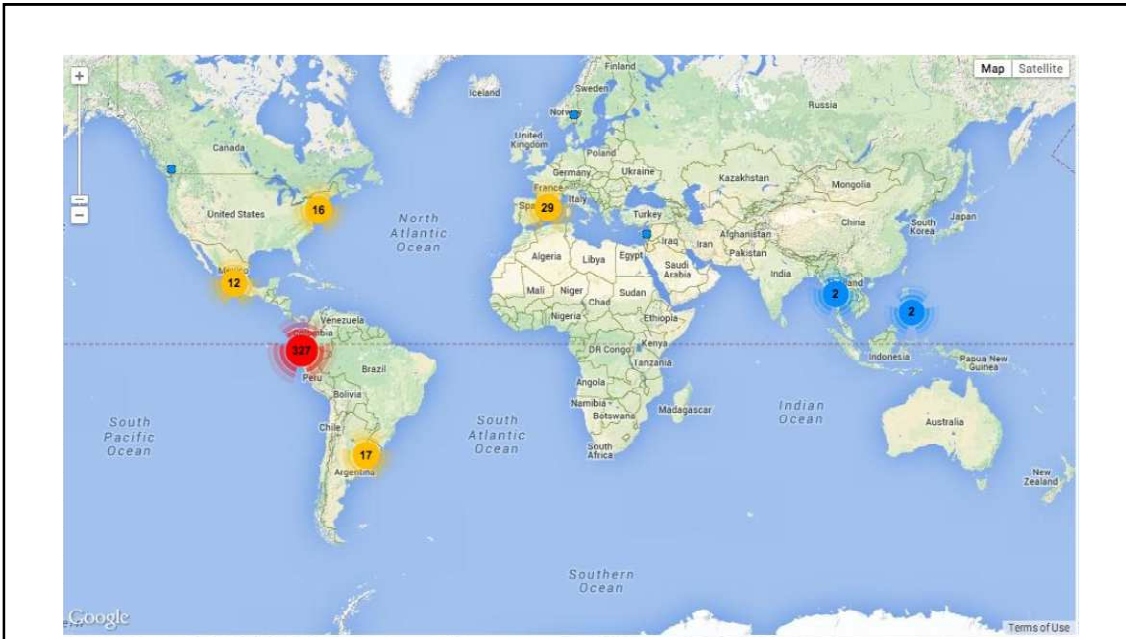 +
Map Satellite
Finland
Iceland
Sweden
Russia
Norway
United
Kingdom
Canada
Poland
Germany
Ukraine
Kazakhstan
Mongolia
France
16
United States
29
Italy
Spa
North
Atlantic
Ocean
Turkey
China
South
Korea
Japan
Afghanistan
Iraq
Iran
Pakistan
Algeria
Libya
Egypt
Saudi
Arabia
India
12
Mali
Niger
Sudan
Chad
2
2
Nigeria
Ethiopia
Venezuela
327
DR Congo
Kenya
Tanzania
Indonesia
Papua New
Guinea
Peru
Brazil
Angola
Bolivia
Namibia
Botswana
Madagascar
Indian
Ocean
South
Pacific
Ocean
Chile
South
Atlantic
Ocean
Australia
South
Africa
17
Argentina
New
Zealand
Southern
Ocean
Google
Terms of Use